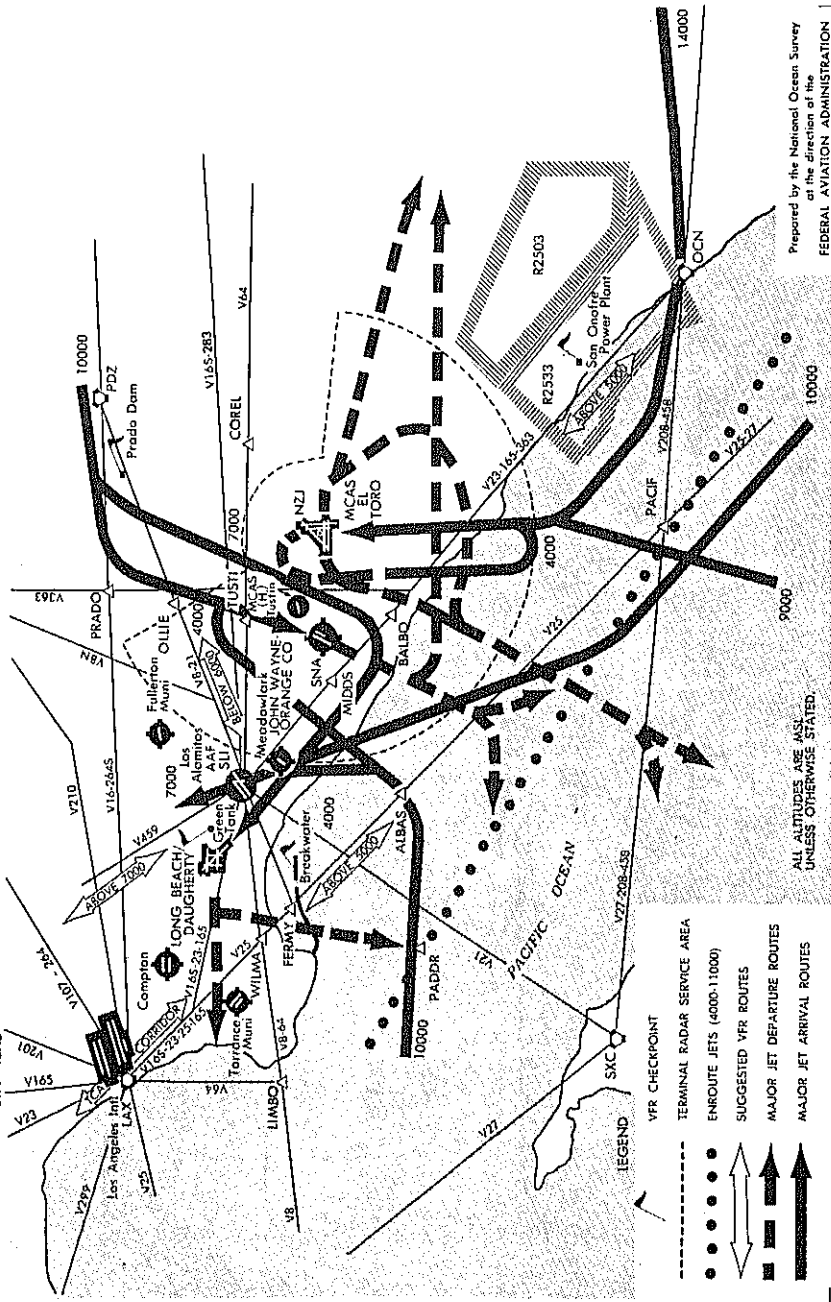 V23
V165
V201
V107 - 264
V210
V299
ACR
Los Angeles Intl
LAX
V25
CORRIDOR
V165-23-165
V165-23-25-165
Compton
ABOVE 7000
V459
V16-264S
Fullerton
Muni
V8N
V363
PRADO
OLLIE
10000
PDZ
Prado Dam
V165-283
V64
COREL
7000
LONG BEACH/
DAUGHERTY
Green
Tank
7000
Los
Alamitos
AAF
SLI
V8-21
BELOW 6000
4000
TUSTI
MCAS
(H)
Tustin
Meadowlark
JOHN WAYNE-
ORANGE CO
SNA
MIDDS
BALBO
NZJ
MCAS
EL
TORO
V64
Torrance
Muni
WILMA
V25
FERMY
Breakwater
4000
ABOVE 5000
ALBAS
V8-64
LIMBO
V8
PADDR
10000
V21
PACIFIC OCEAN
V25
4000
V23-165-363
R2503
R2533
San Onofre
Power Plant
ABOVE 5000
OCN
14000
V208-458
PACIF
V25-27
10000
9000
V27
SXC
V27-208-458
LEGEND
VFR CHECKPOINT
TERMINAL RADAR SERVICE AREA
ENROUTE JETS (4000-11000)
SUGGESTED VFR ROUTES
MAJOR JET DEPARTURE ROUTES
MAJOR JET ARRIVAL ROUTES
ALL ALTITUDES ARE MSL
UNLESS OTHERWISE STATED.
Prepared by the National Ocean Survey
at the direction of the
FEDERAL AVIATION ADMINISTRATION